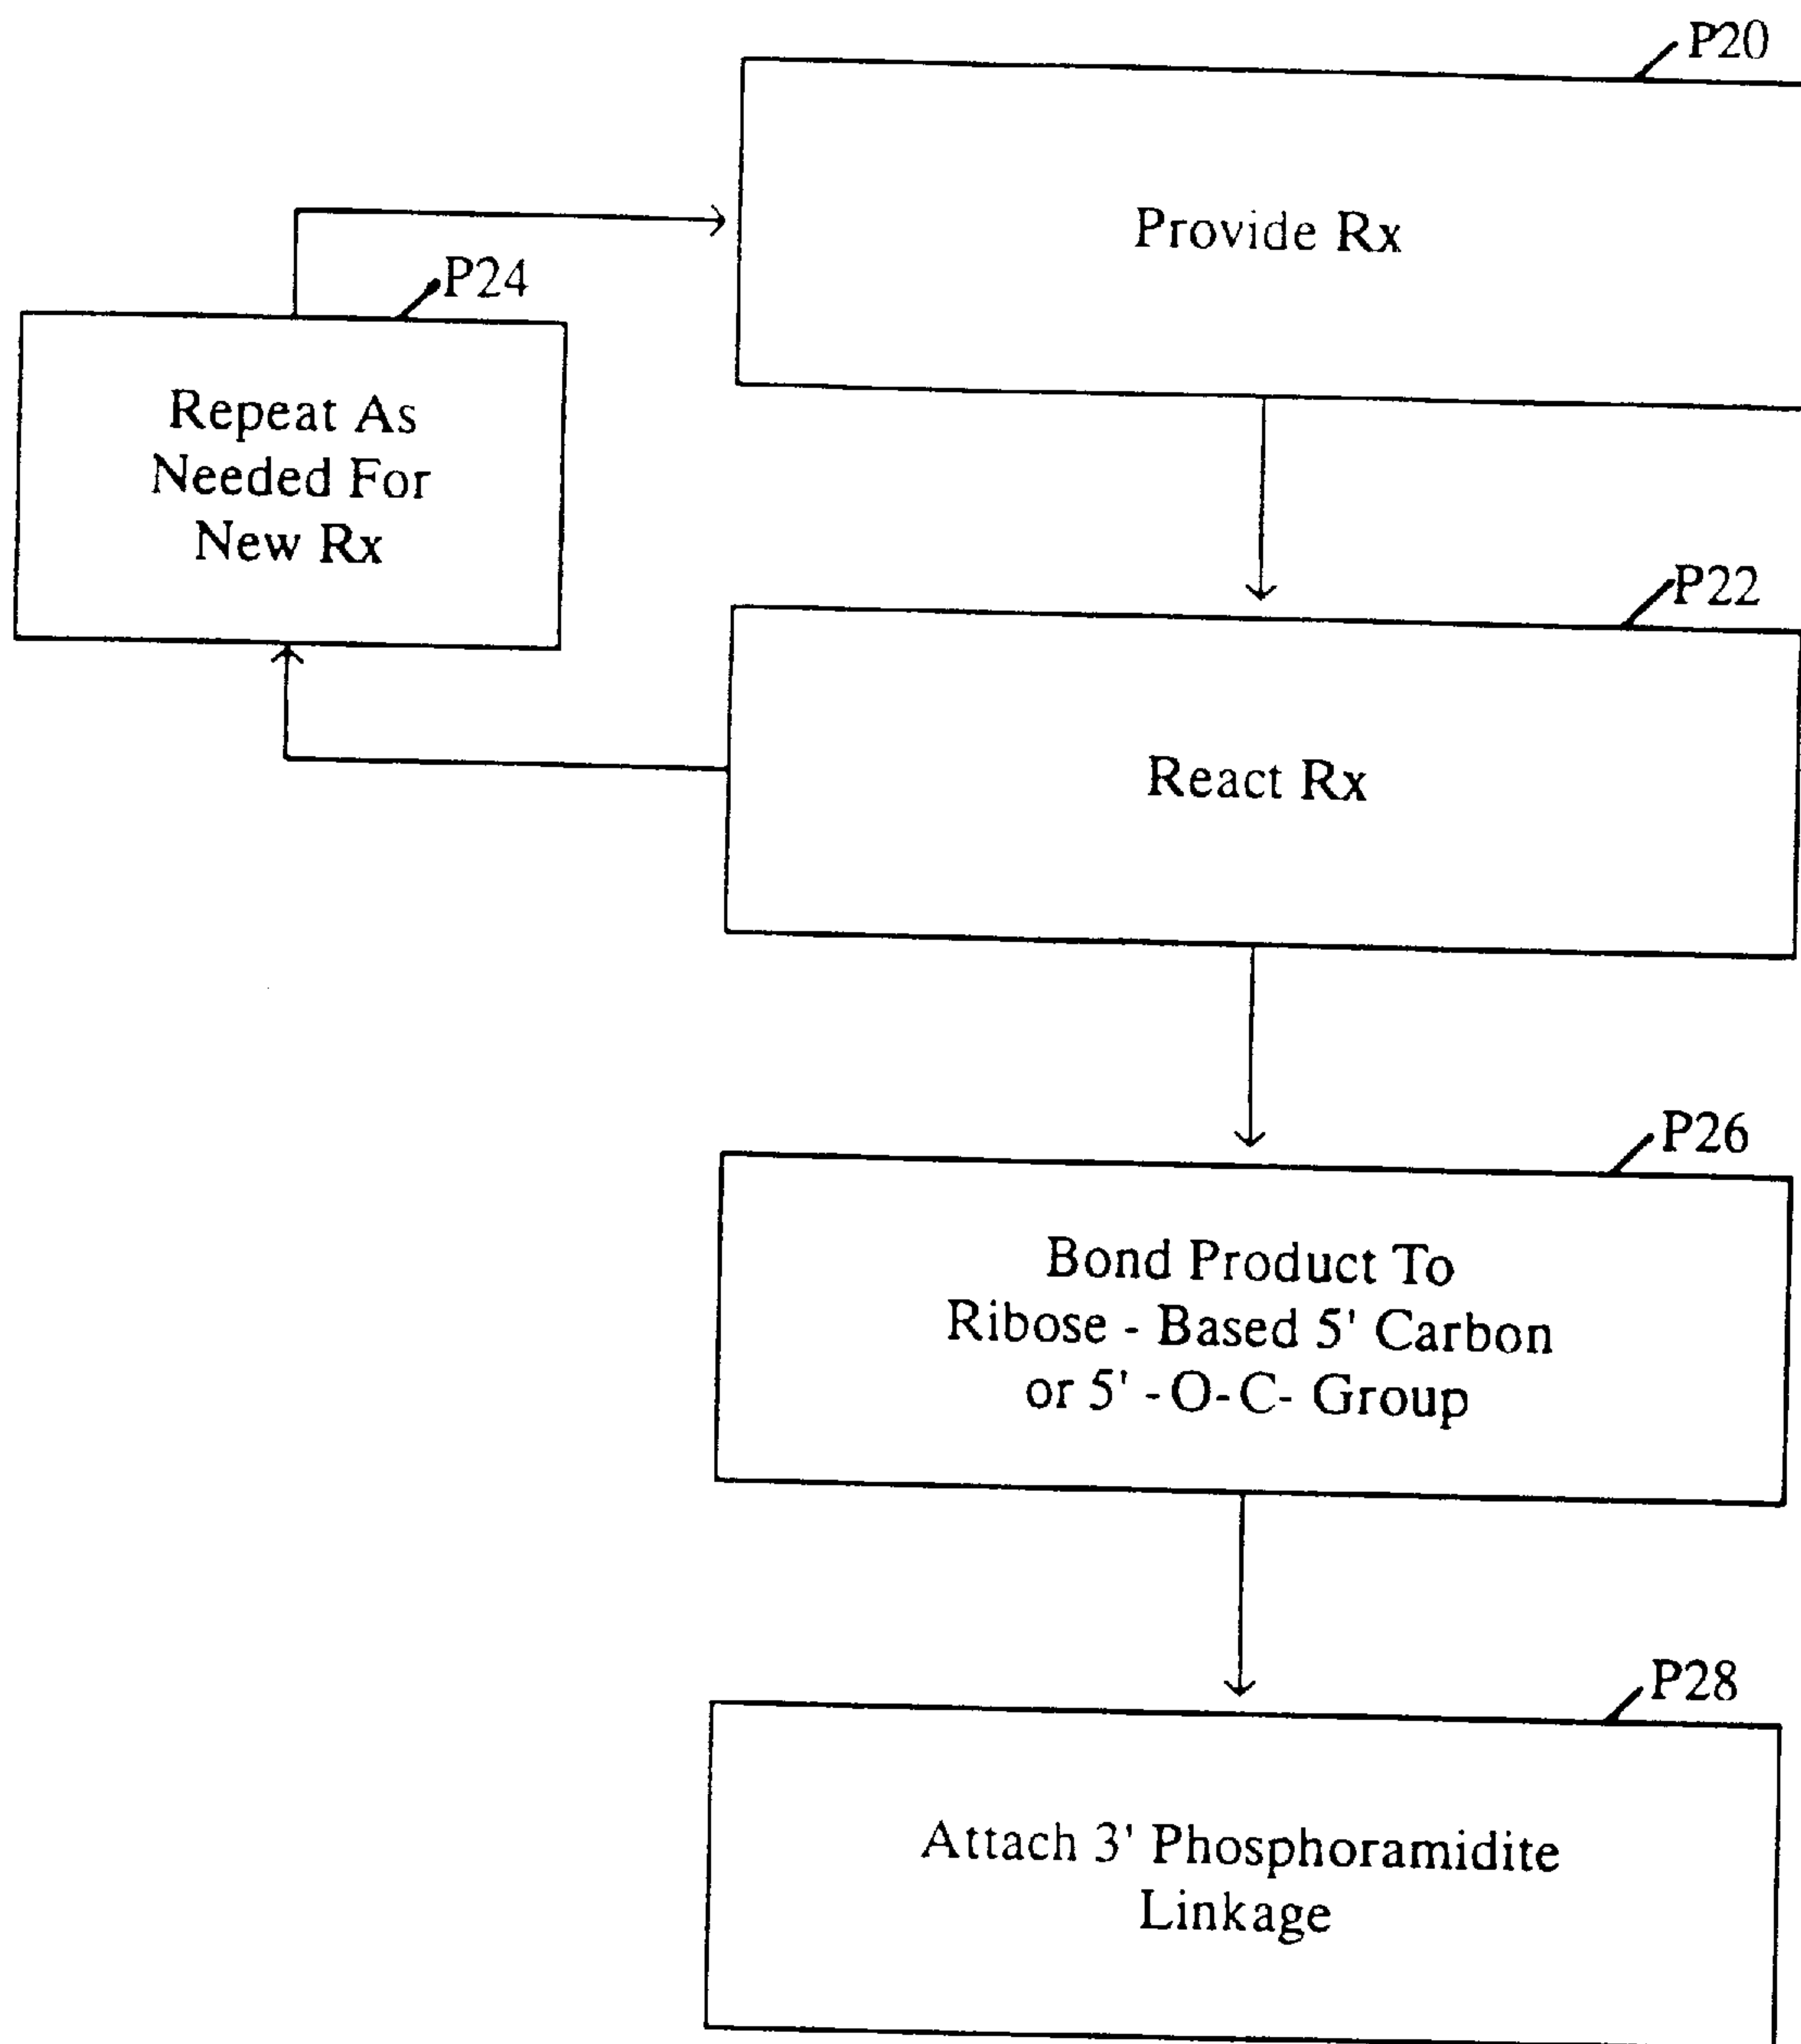 P20
Provide Rx
P24
Repeat As
Needed For
New Rx
P22
React Rx
P26
Bond Product To
Ribose - Based 5' Carbon
or 5' -O-C- Group
P28
Attach 3' Phosphoramidite
Linkage